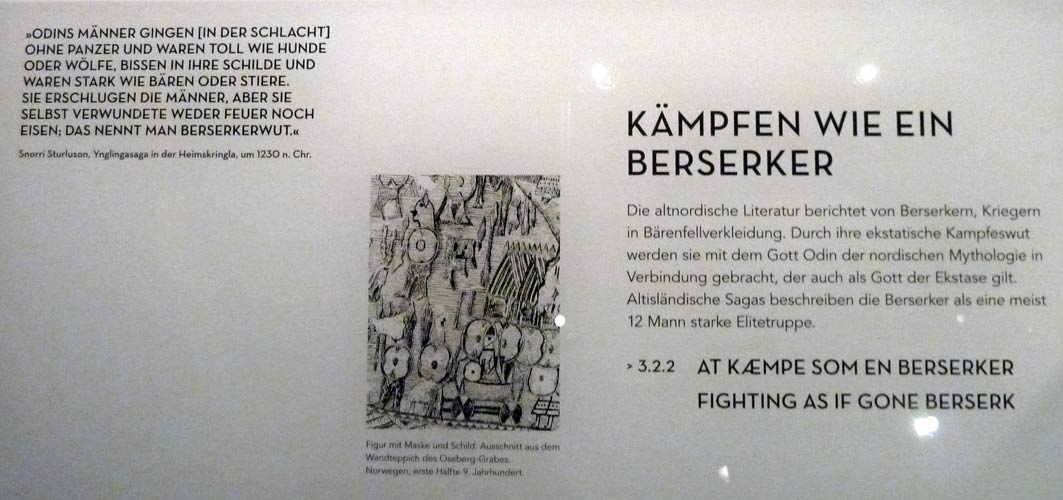 »ODINS MÄNNER GINGEN [IN DER SCHLACHT]
OHNE PANZER UND WAREN TOLL WIE HUNDE
ODER WÖLFE, BISSEN IN IHRE SCHILDE UND
WAREN STARK WIE BÄREN ODER STIERE.
SIE ERSCHLUGEN DIE MÄNNER, ABER SIE
SELBST VERWUNDETE WEDER FEUER NOCH
EISEN; DAS NENNT MAN BERSERKERWUT.«
Snorri Sturluson, Ynglingasaga in der Heimskringla, um 1230 n. Chr.
Figur mit Maske und Schild. Ausschnitt aus dem
Wandteppich des Oseberg-Grabes.
Norwegen, erste Hälfte 9. Jahrhundert.
KÄMPFEN WIE EIN
BERSERKER
Die altnordische Literatur berichtet von Berserkern, Kriegern
in Bärenfellverkleidung. Durch ihre ekstatische Kampfeswut
werden sie mit dem Gott Odin der nordischen Mythologie in
Verbindung gebracht, der auch als Gott der Ekstase gilt.
Altisländische Sagas beschreiben die Berserker als eine meist
12 Mann starke Elitetruppe.
> 3.2.2 AT KÆMPE SOM EN BERSERKER
FIGHTING AS IF GONE BERSERK